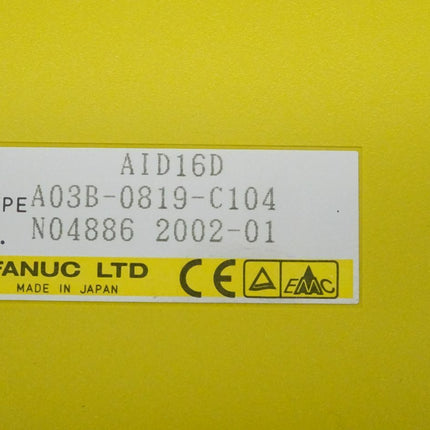 AID16D
PE A03B-0819-C104
. N04886 2002-01
FANUC LTD CE EMC
MADE IN JAPAN